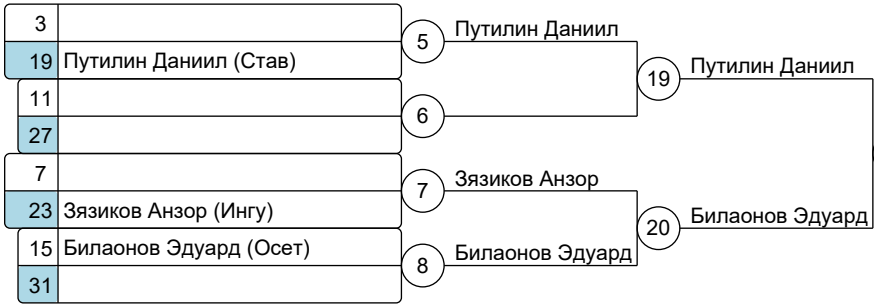 3
5 Путилин Даниил
19 Путилин Даниил (Став)
19 Путилин Даниил
11
6
27
7
7 Зязиков Анзор
23 Зязиков Анзор (Ингу)
20 Билаонов Эдуард
15 Билаонов Эдуард (Осет)
8 Билаонов Эдуард
31